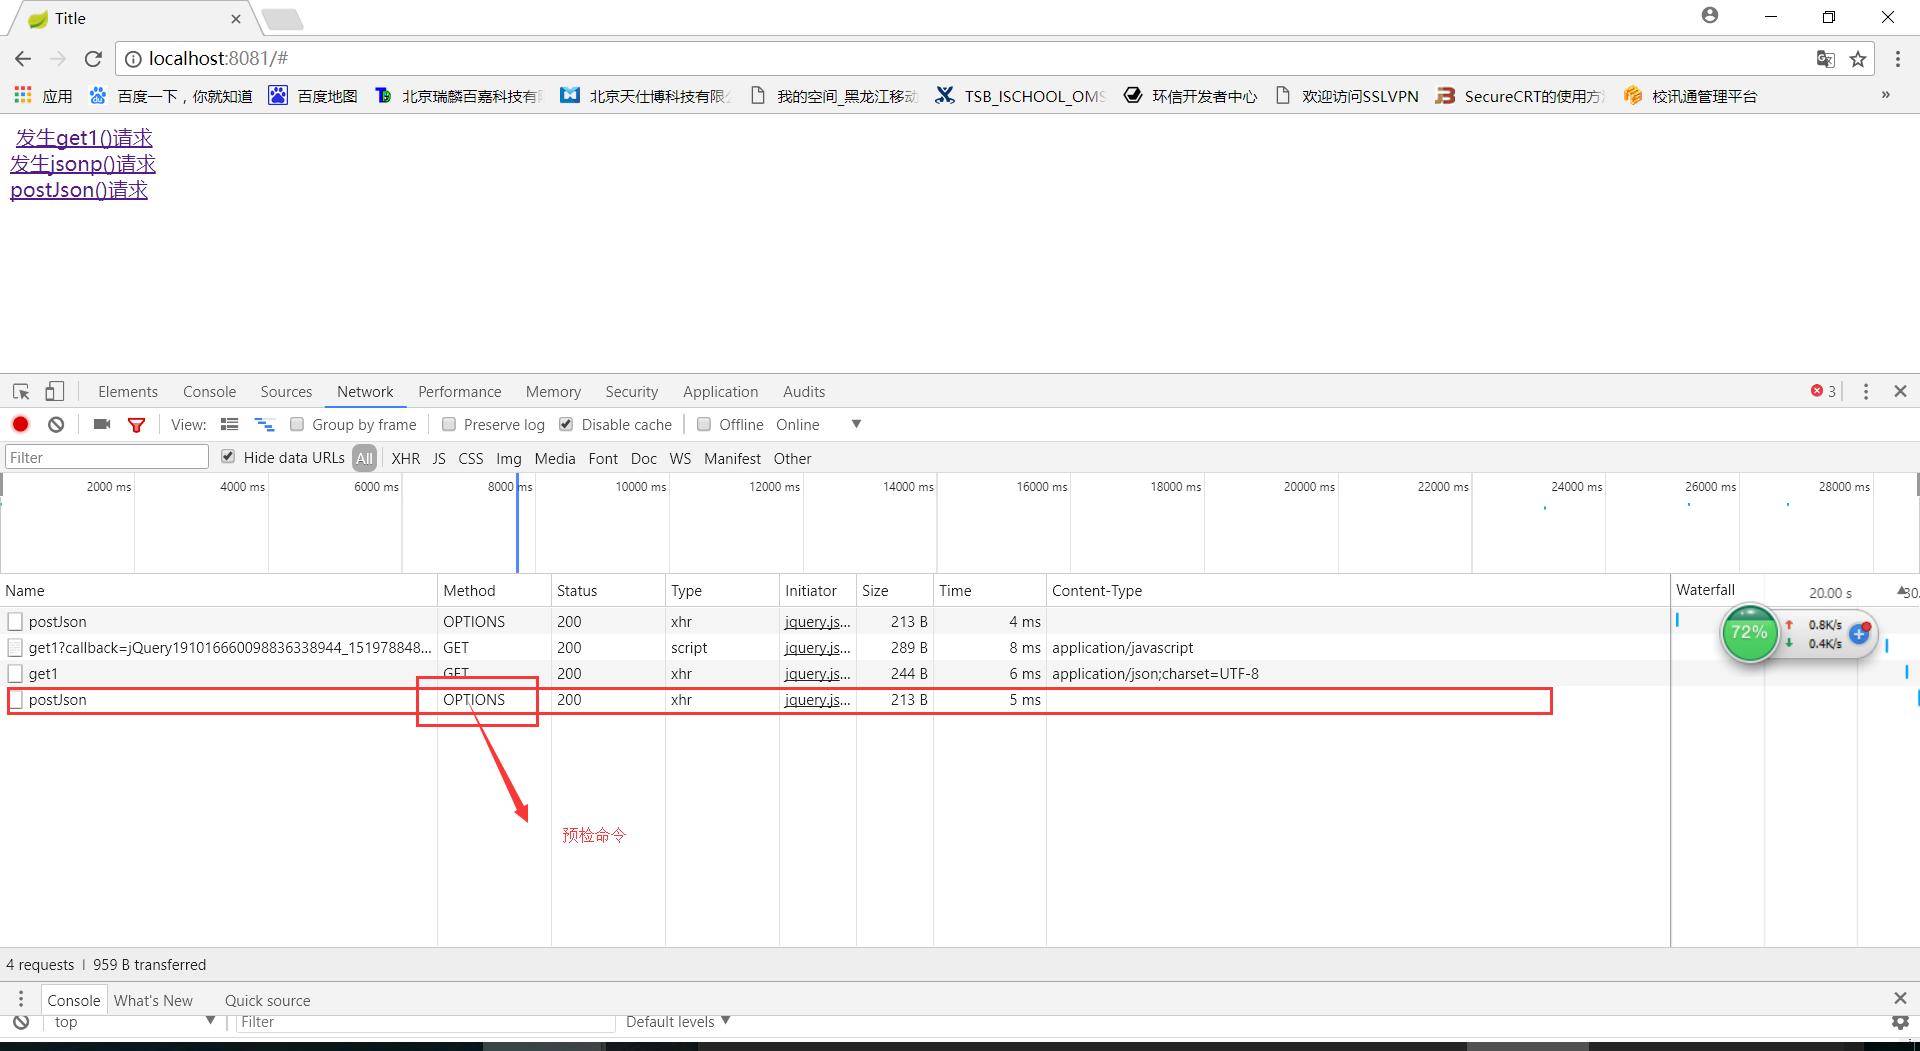 Title
localhost:8081/#
应用 百度一下，你就知道 百度地图 北京瑞麟百嘉科技有 北京天仕博科技有限 我的空间_黑龙江移动 TSB_ISCHOOL_OMS 环信开发者中心 欢迎访问SSLVPN SecureCRT的使用方 校讯通管理平台 »
发生get1()请求
发生jsonp()请求
postJson()请求
Elements Console Sources Network Performance Memory Security Application Audits 3
View: Group by frame Preserve log Disable cache Offline Online
Filter Hide data URLs All XHR JS CSS Img Media Font Doc WS Manifest Other
2000 ms 4000 ms 6000 ms 8000 ms 10000 ms 12000 ms 14000 ms 16000 ms 18000 ms 20000 ms 22000 ms 24000 ms 26000 ms 28000 ms
Name Method Status Type Initiator Size Time Content-Type Waterfall 20.00 s 30.
postJson OPTIONS 200 xhr jquery.js... 213 B 4 ms
get1?callback=jQuery191016660098836338944_151978848... GET 200 script jquery.js... 289 B 8 ms application/javascript
get1 GET 200 xhr jquery.js... 244 B 6 ms application/json;charset=UTF-8
postJson OPTIONS 200 xhr jquery.js... 213 B 5 ms
72% 0.8K/s
0.4K/s
预检命令
4 requests | 959 B transferred
Console What's New Quick source
top Filter Default levels